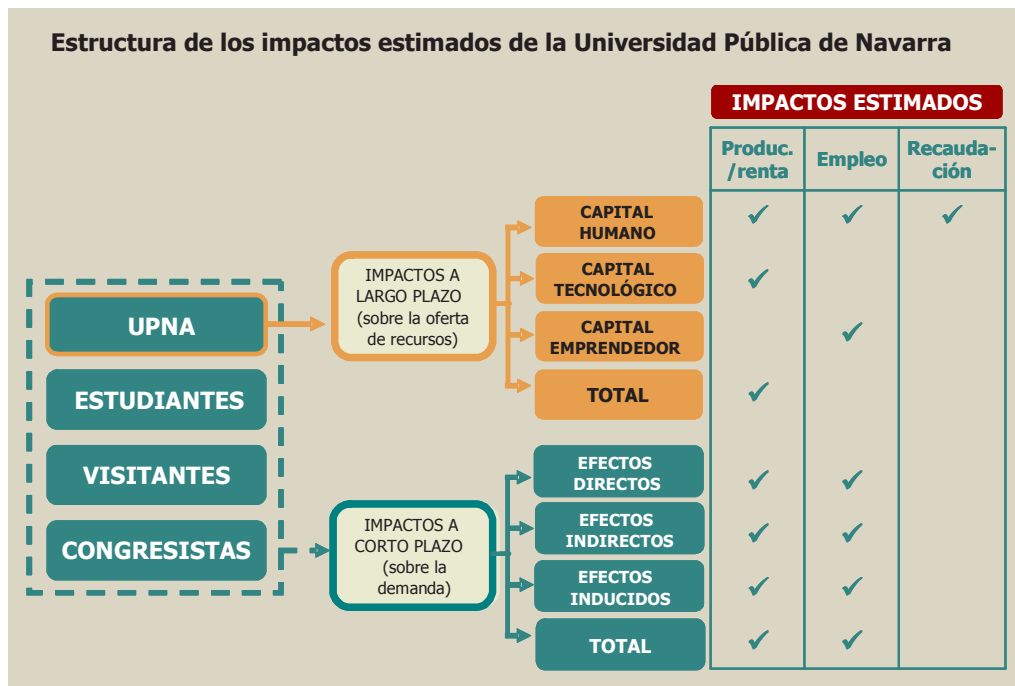 Estructura de los impactos estimados de la Universidad Pública de Navarra
IMPACTOS ESTIMADOS
Produc.
/renta
Empleo
Recauda-
ción
UPNA
ESTUDIANTES
VISITANTES
CONGRESISTAS
IMPACTOS A
LARGO PLAZO
(sobre la oferta
de recursos)
CAPITAL
HUMANO
CAPITAL
TECNOLÓGICO
CAPITAL
EMPRENDEDOR
TOTAL
IMPACTOS A
CORTO PLAZO
(sobre la
demanda)
EFECTOS
DIRECTOS
EFECTOS
INDIRECTOS
EFECTOS
INDUCIDOS
TOTAL